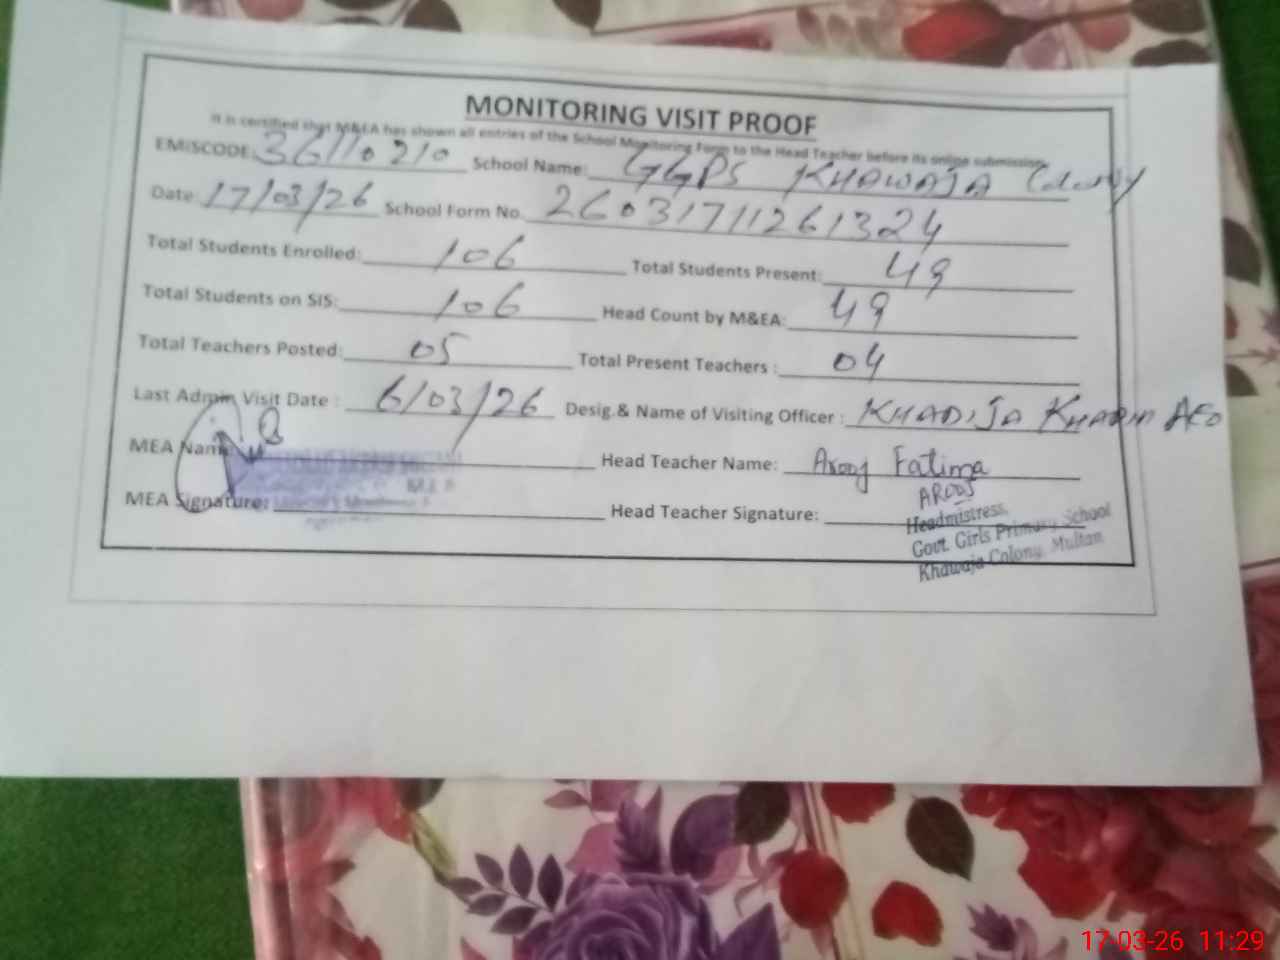 MONITORING VISIT PROOF
It is certified that M&EA has shown all entries of the School Monitoring Form to the Head Teacher before its online submission.
EMISCODE: 36110210 School Name: GGPS KHAWAJA Colony
Date: 17/03/26 School Form No. 26031711261324
Total Students Enrolled: 106 Total Students Present: 49
Total Students on SIS: 106 Head Count by M&EA: 49
Total Teachers Posted: 05 Total Present Teachers : 04
Last Admin Visit Date : 6/03/26 Desig.& Name of Visiting Officer : KHADIJA KHARIM AEO
MEA Name: Head Teacher Name: Arooj Fatima
MEA Signature: Head Teacher Signature: AROOJ
Headmistress,
Govt. Girls Primary School
Khawaja Colony, Multan
17-03-26 11:29